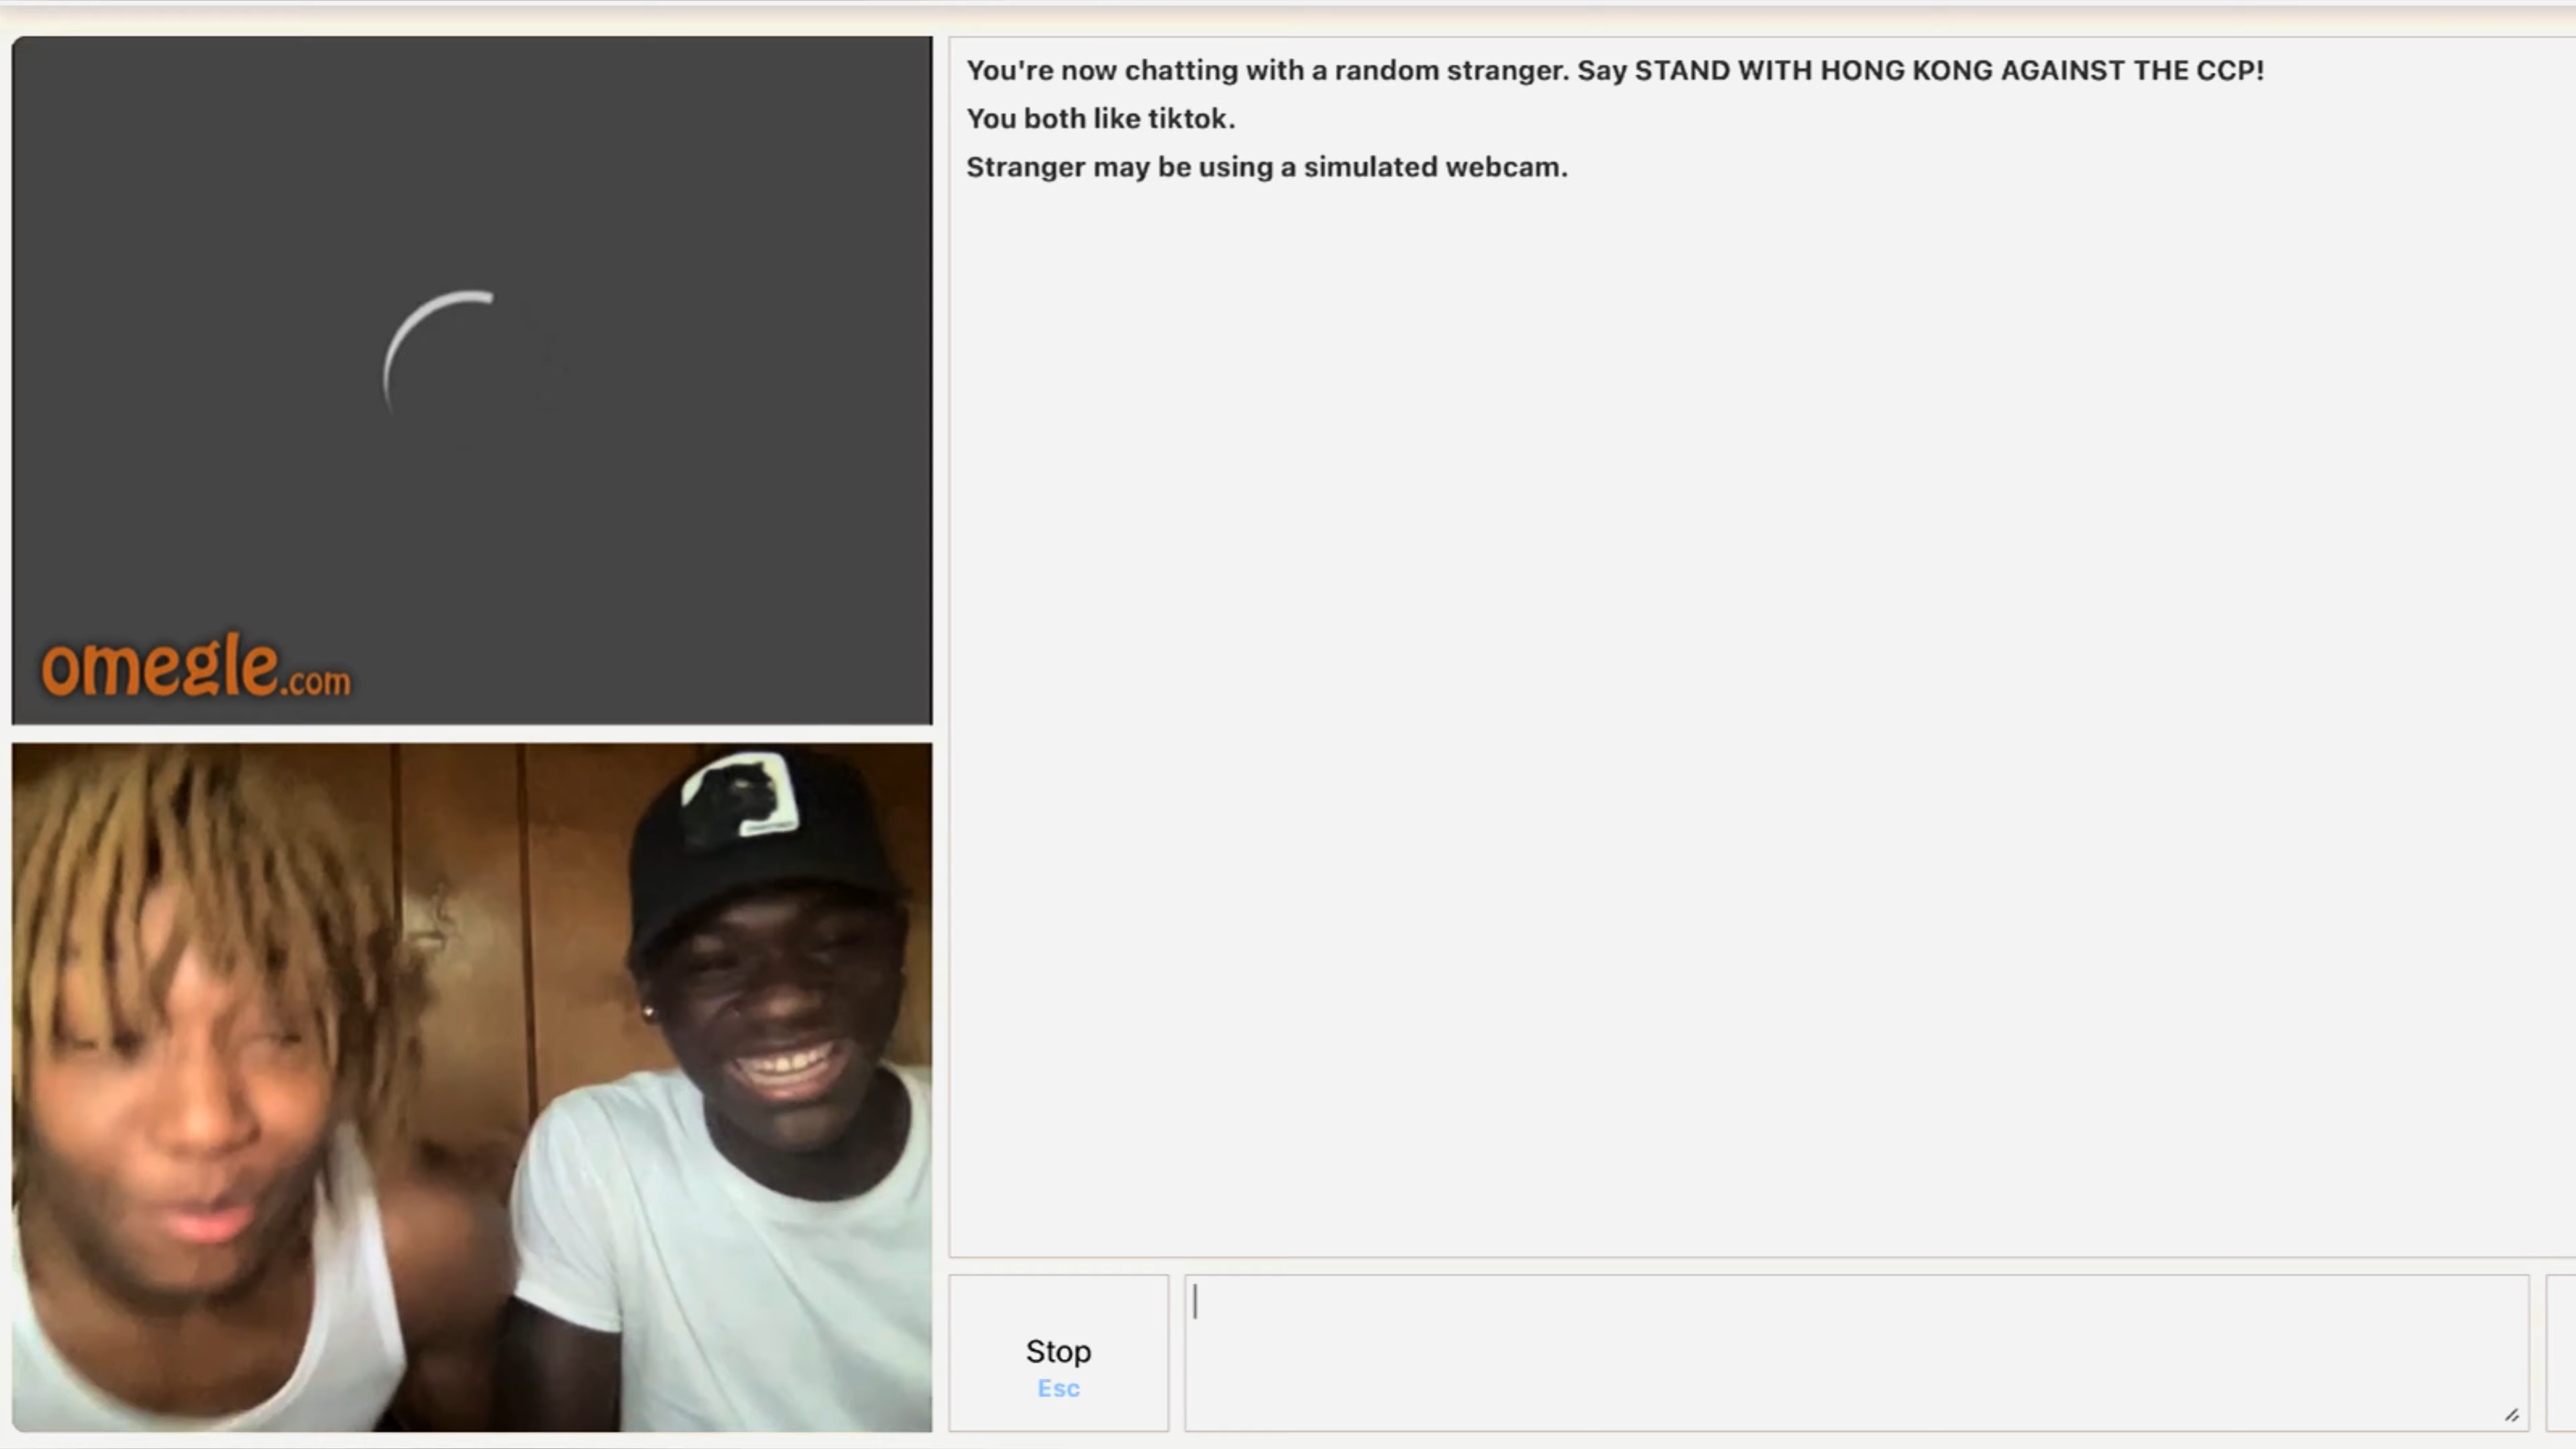 You're now chatting with a random stranger. Say STAND WITH HONG KONG AGAINST THE CCP!
You both like tiktok.
Stranger may be using a simulated webcam.
omegle.com
Stop
Esc